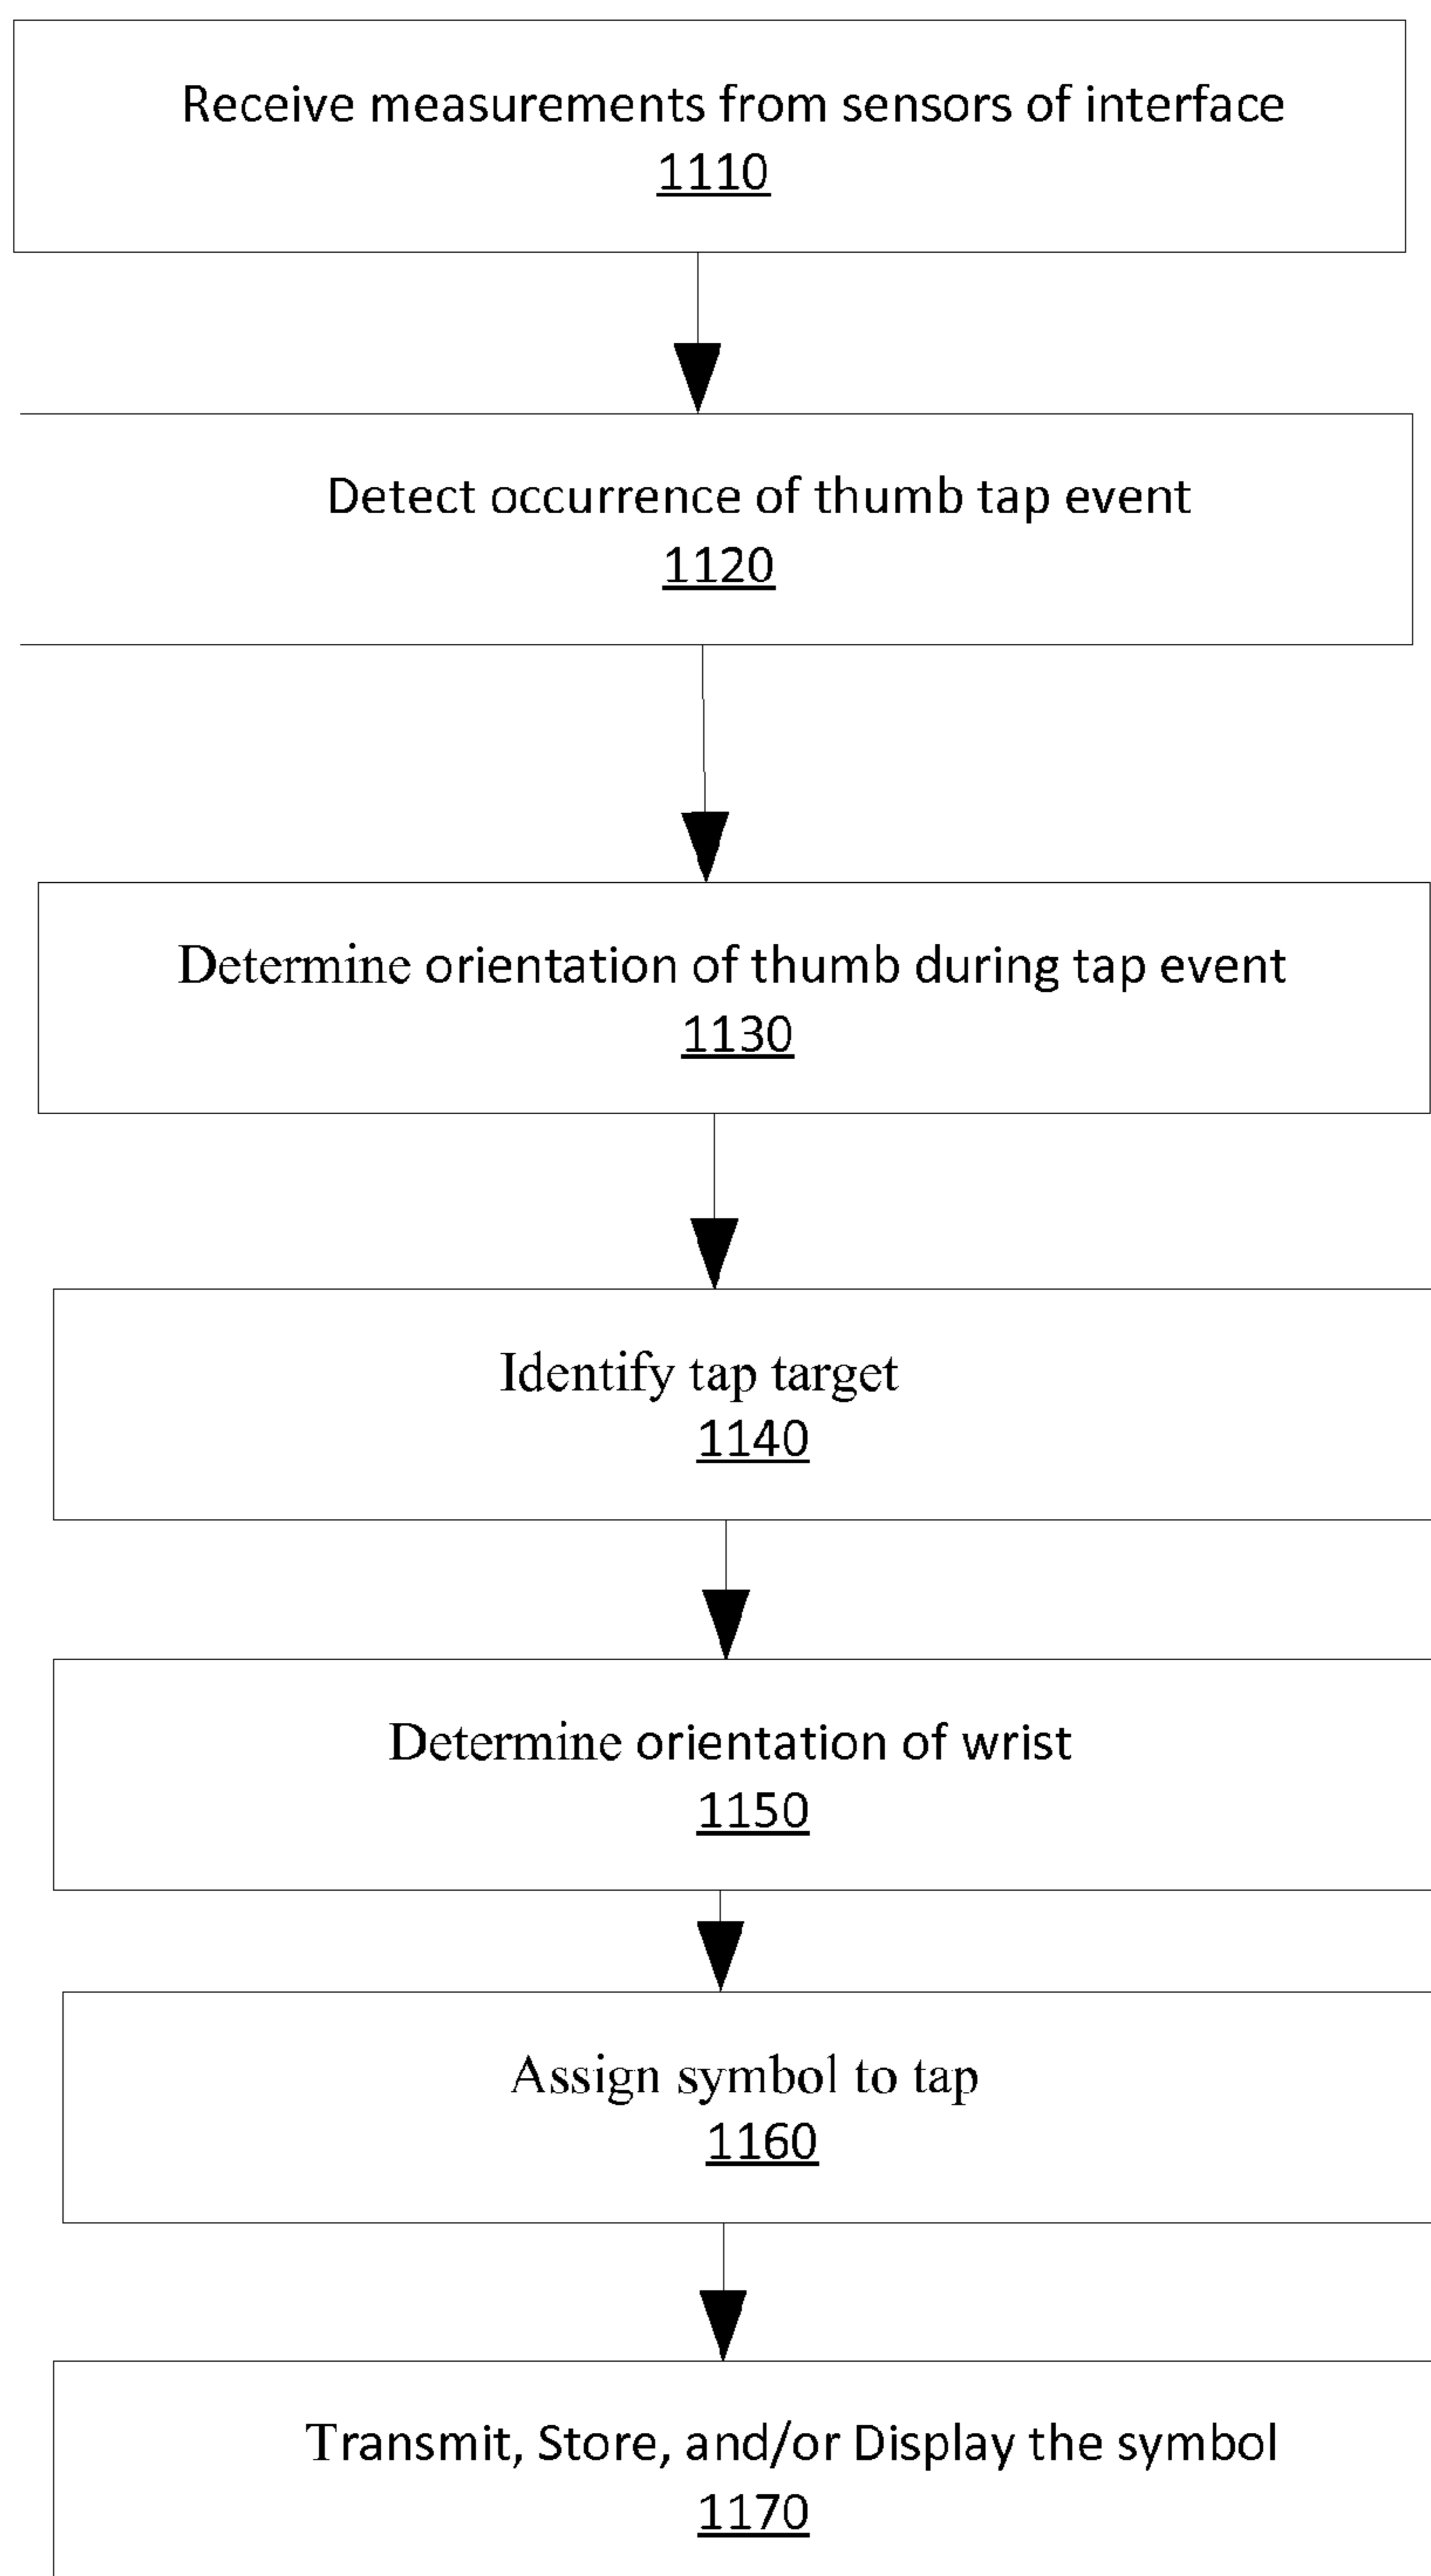 Receive measurements from sensors of interface
1110
Detect occurrence of thumb tap event
1120
Determine orientation of thumb during tap event
1130
Identify tap target
1140
Determine orientation of wrist
1150
Assign symbol to tap
1160
Transmit, Store, and/or Display the symbol
1170